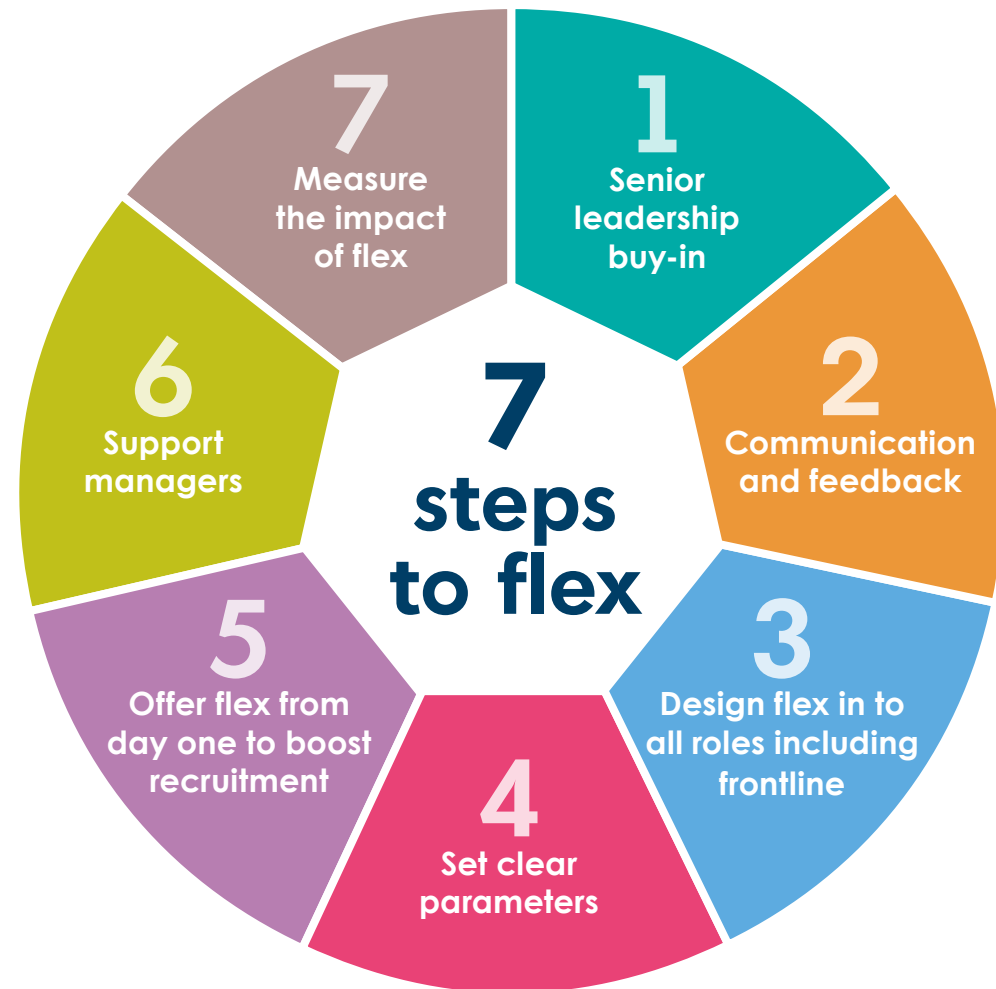 7
steps
to flex
1
Senior
leadership
buy-in
2
Communication
and feedback
3
Design flex in to
all roles including
frontline
4
Set clear
parameters
5
Offer flex from
day one to boost
recruitment
6
Support
managers
7
Measure
the impact
of flex